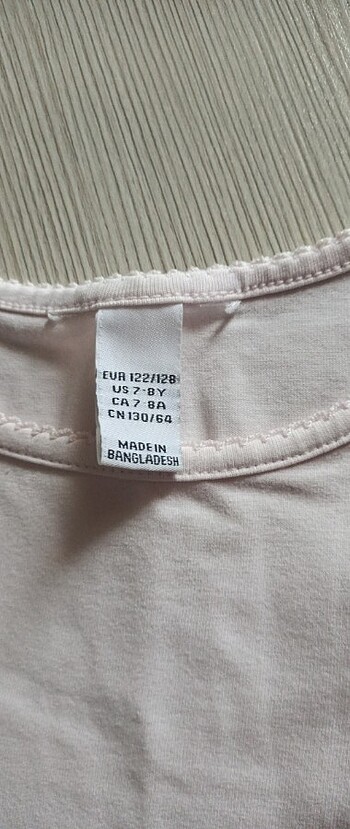 EUR 122/128
US 7-8Y
CA 7-8A
CN 130/64
MADE IN
BANGLADESH